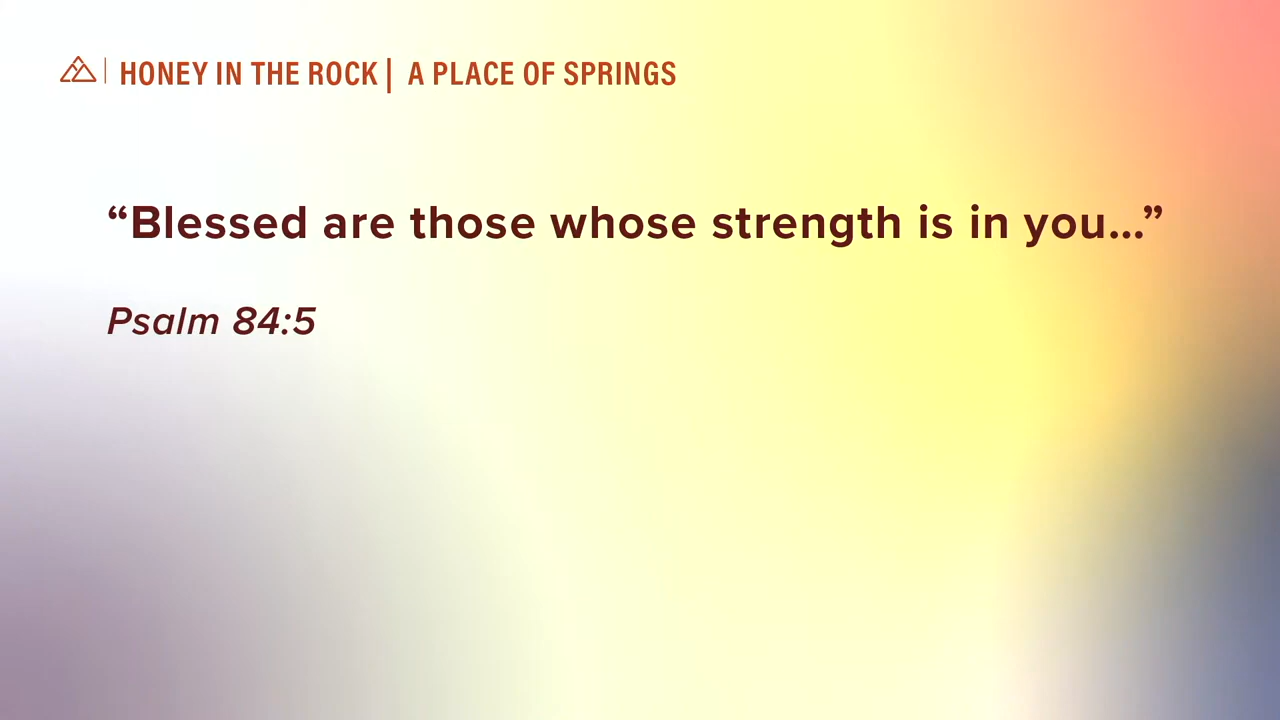 HONEY IN THE ROCK | A PLACE OF SPRINGS
“Blessed are those whose strength is in you...”
Psalm 84:5